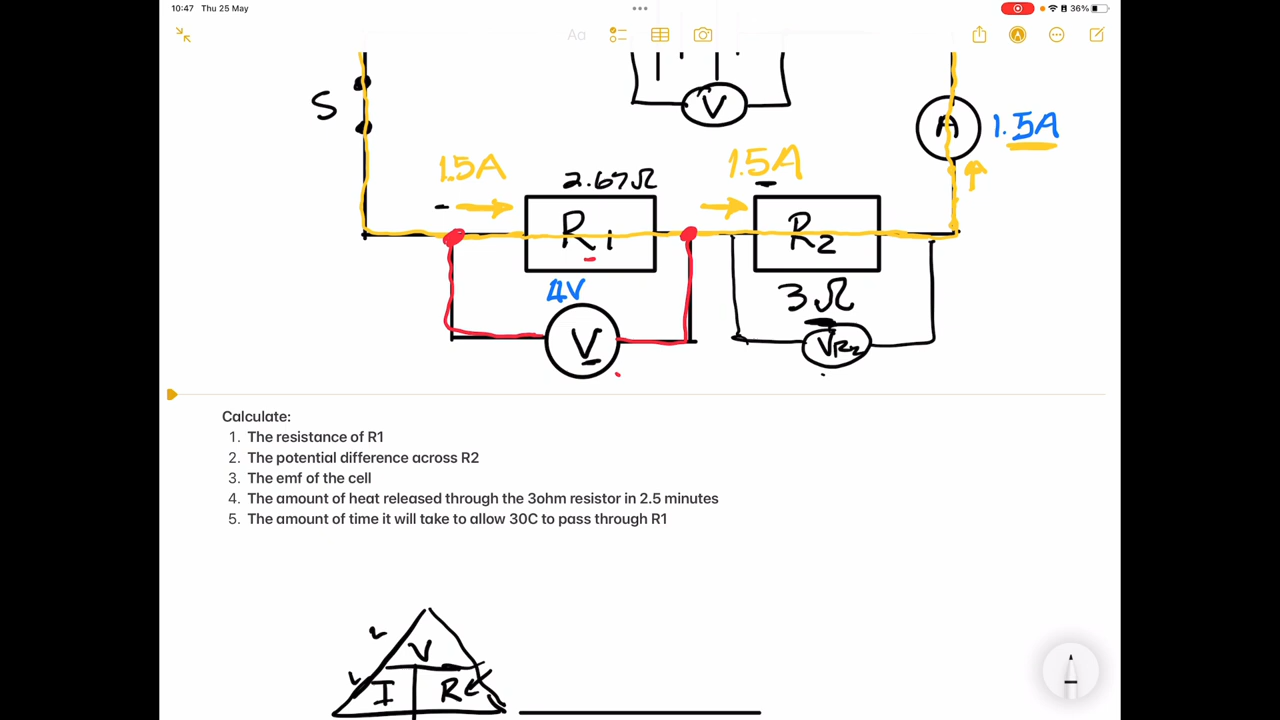 10:47 Thu 25 May
36%
Aa
S
V
A
1.5A
1.5A
2.67Ω
1.5A
R1
R2
4V
3Ω
V
VR2
Calculate:
1. The resistance of R1
2. The potential difference across R2
3. The emf of the cell
4. The amount of heat released through the 3ohm resistor in 2.5 minutes
5. The amount of time it will take to allow 30C to pass through R1
V
I R